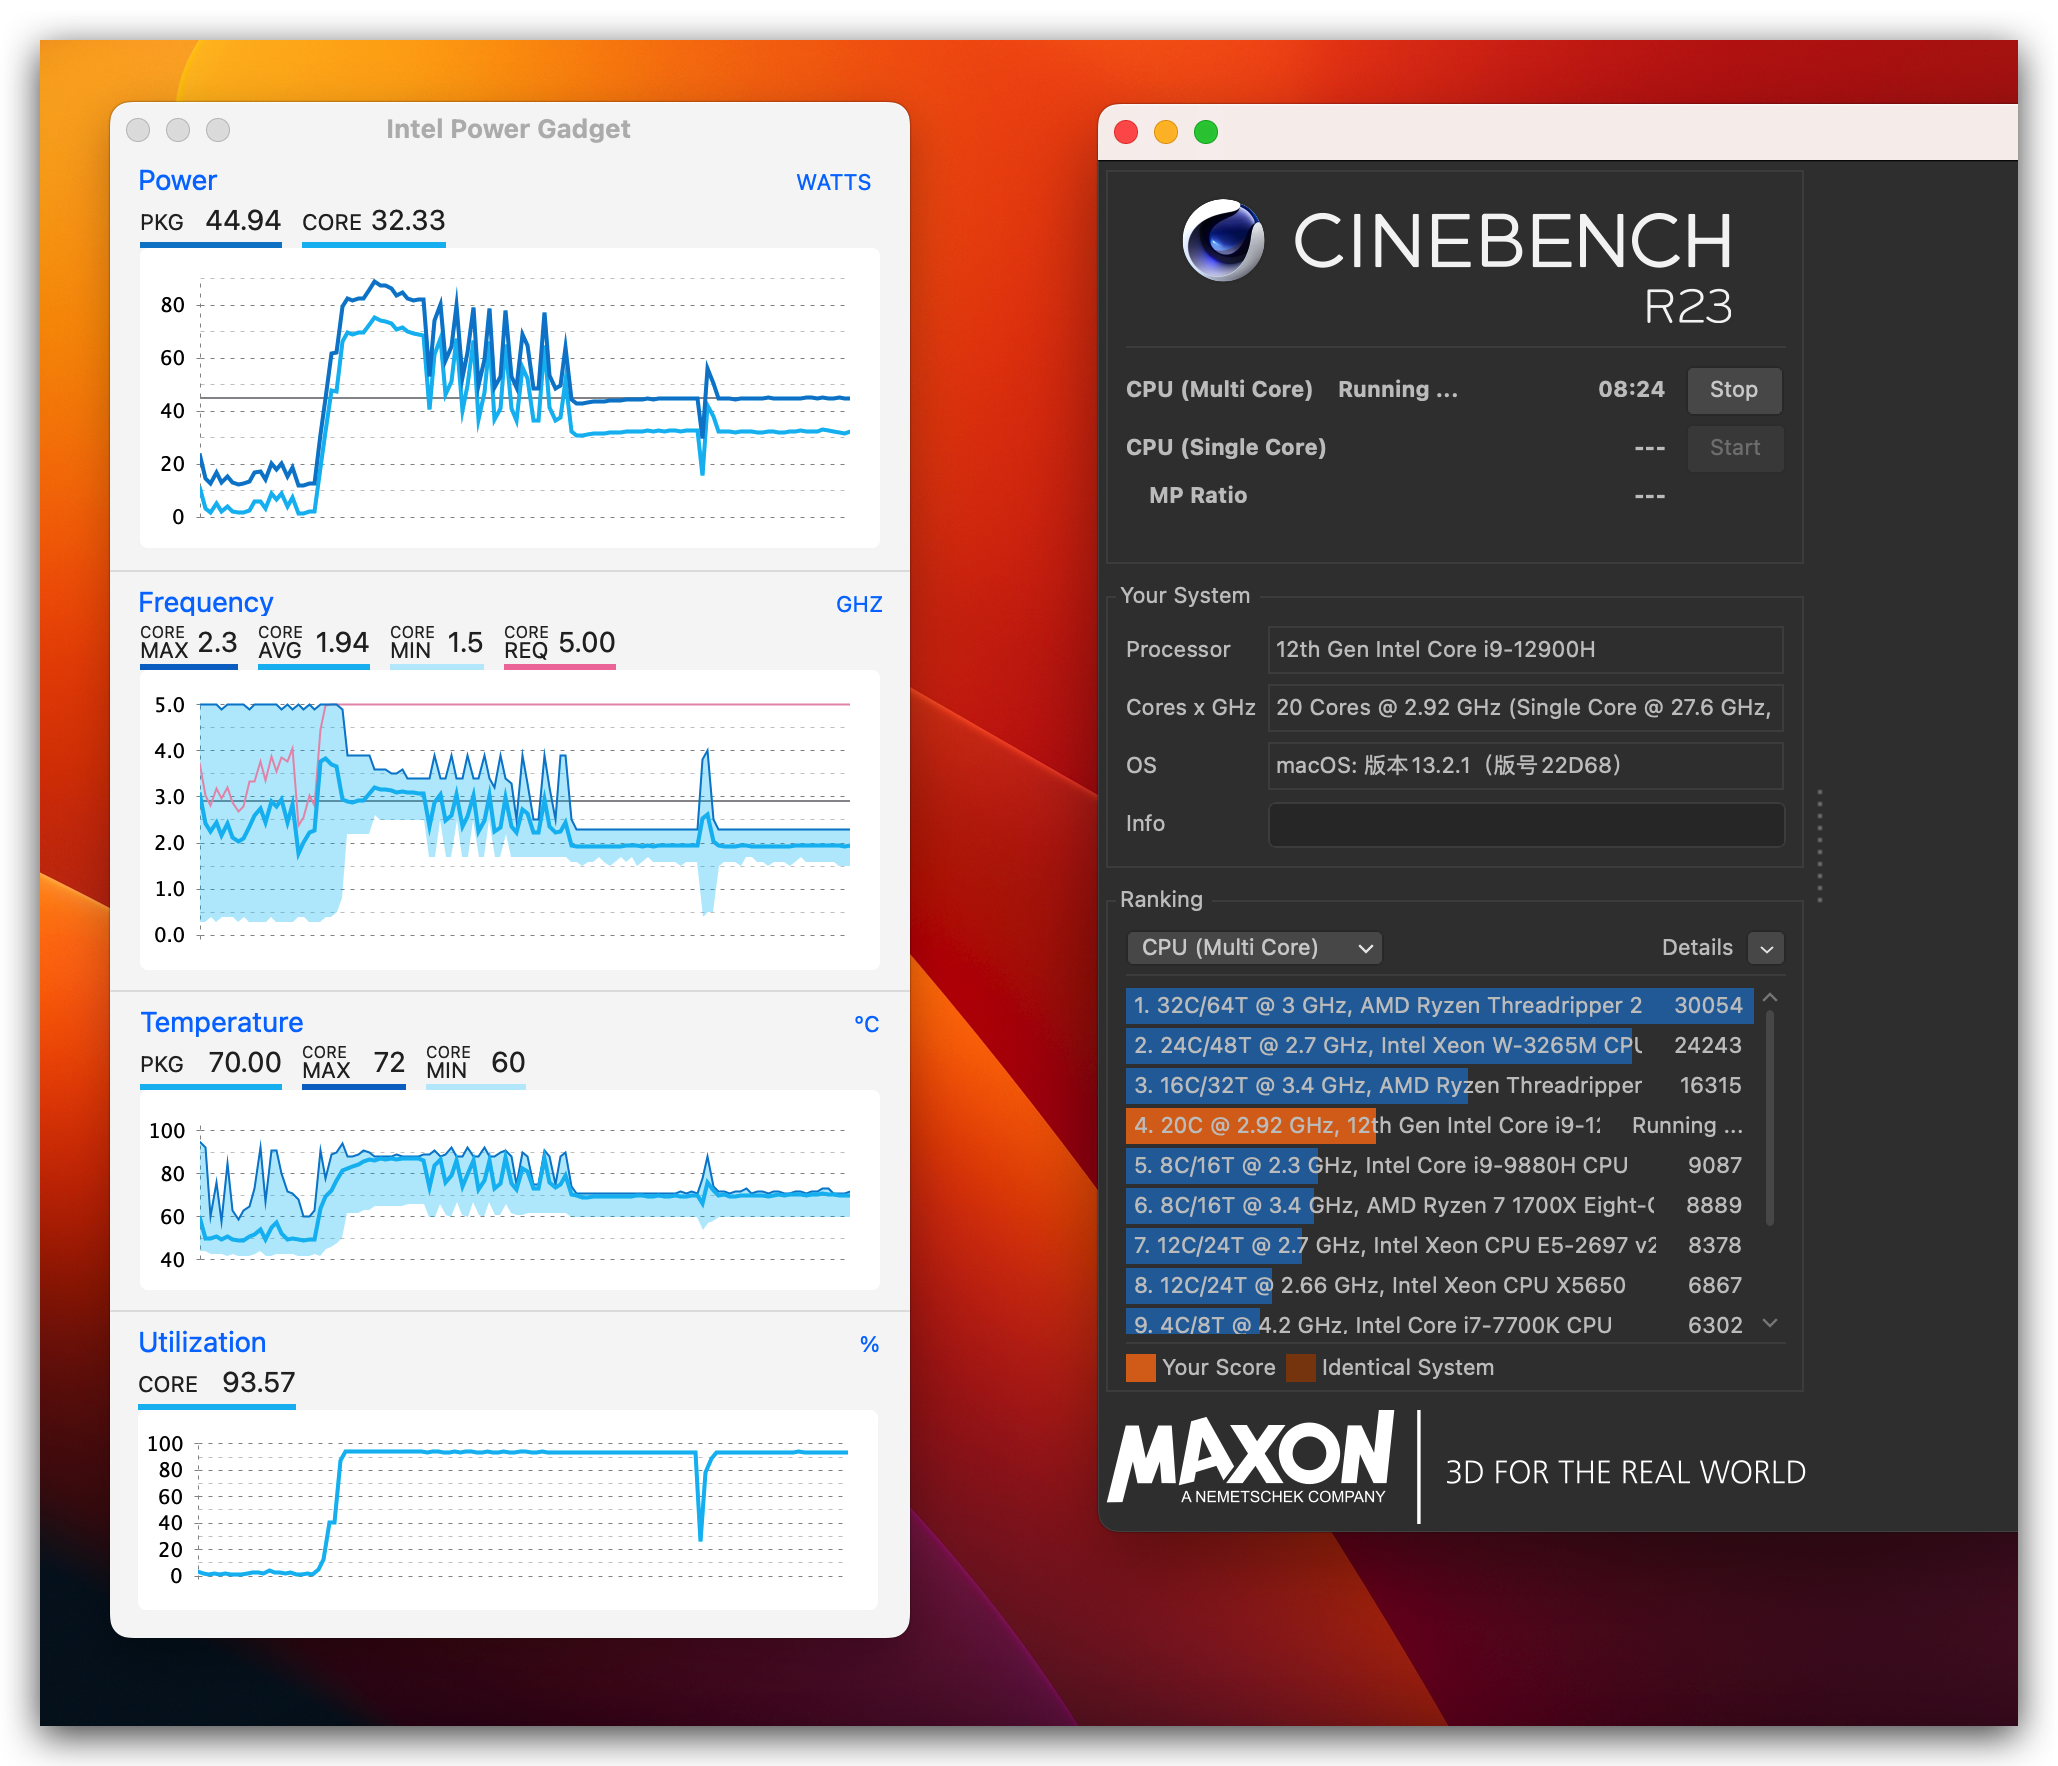 Intel Power Gadget
Power WATTS
PKG 44.94 CORE 32.33
80
60
40
20
0
Frequency GHZ
CORE MAX 2.3 CORE AVG 1.94 CORE MIN 1.5 CORE REQ 5.00
5.0
4.0
3.0
2.0
1.0
0.0
Temperature °C
PKG 70.00 CORE MAX 72 CORE MIN 60
100
80
60
40
Utilization %
CORE 93.57
100
80
60
40
20
0
CINEBENCH
R23
CPU (Multi Core) Running ... 08:24 Stop
CPU (Single Core) --- Start
MP Ratio ---
Your System
Processor 12th Gen Intel Core i9-12900H
Cores x GHz 20 Cores @ 2.92 GHz (Single Core @ 27.6 GHz,
OS macOS: 版本 13.2.1（版号 22D68）
Info
Ranking
CPU (Multi Core) Details
1. 32C/64T @ 3 GHz, AMD Ryzen Threadripper 2 30054
2. 24C/48T @ 2.7 GHz, Intel Xeon W-3265M CPU 24243
3. 16C/32T @ 3.4 GHz, AMD Ryzen Threadripper 16315
4. 20C @ 2.92 GHz, 12th Gen Intel Core i9-12 Running ...
5. 8C/16T @ 2.3 GHz, Intel Core i9-9880H CPU 9087
6. 8C/16T @ 3.4 GHz, AMD Ryzen 7 1700X Eight-C 8889
7. 12C/24T @ 2.7 GHz, Intel Xeon CPU E5-2697 v2 8378
8. 12C/24T @ 2.66 GHz, Intel Xeon CPU X5650 6867
9. 4C/8T @ 4.2 GHz, Intel Core i7-7700K CPU 6302
Your Score Identical System
MAXON
A NEMETSCHEK COMPANY
3D FOR THE REAL WORLD